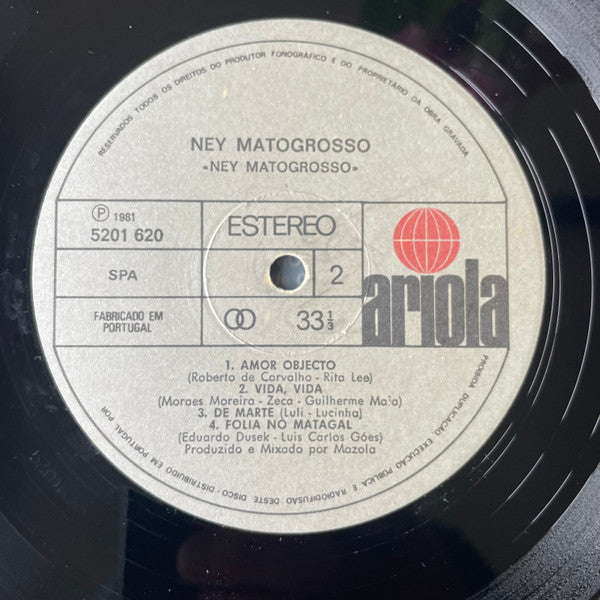 RESERVADOS TODOS OS DIREITOS DO PRODUTOR FONOGRÁFICO E DO PROPRIETÁRIO DA OBRA GRAVADA
NEY MATOGROSSO
«NEY MATOGROSSO»
Ⓟ 1981
5201 620
ESTEREO
SPA
2
FABRICADO EM
PORTUGAL
33 1/3
ariola
1. AMOR OBJECTO
(Roberto de Carvalho - Rita Lee)
2. VIDA, VIDA
(Moraes Moreira - Zeca - Guilherme Maia)
3. DE MARTE (Luli - Lucinha)
4. FOLIA NO MATAGAL
(Eduardo Dusek - Luis Carlos Góes)
Produzido e Mixado por Mazola
PROIBIDA DUPLICAÇÃO EXECUÇÃO PÚBLICA E RADIODIFUSÃO DESTE DISCO · DISTRIBUIDO EM PORTUGAL POR